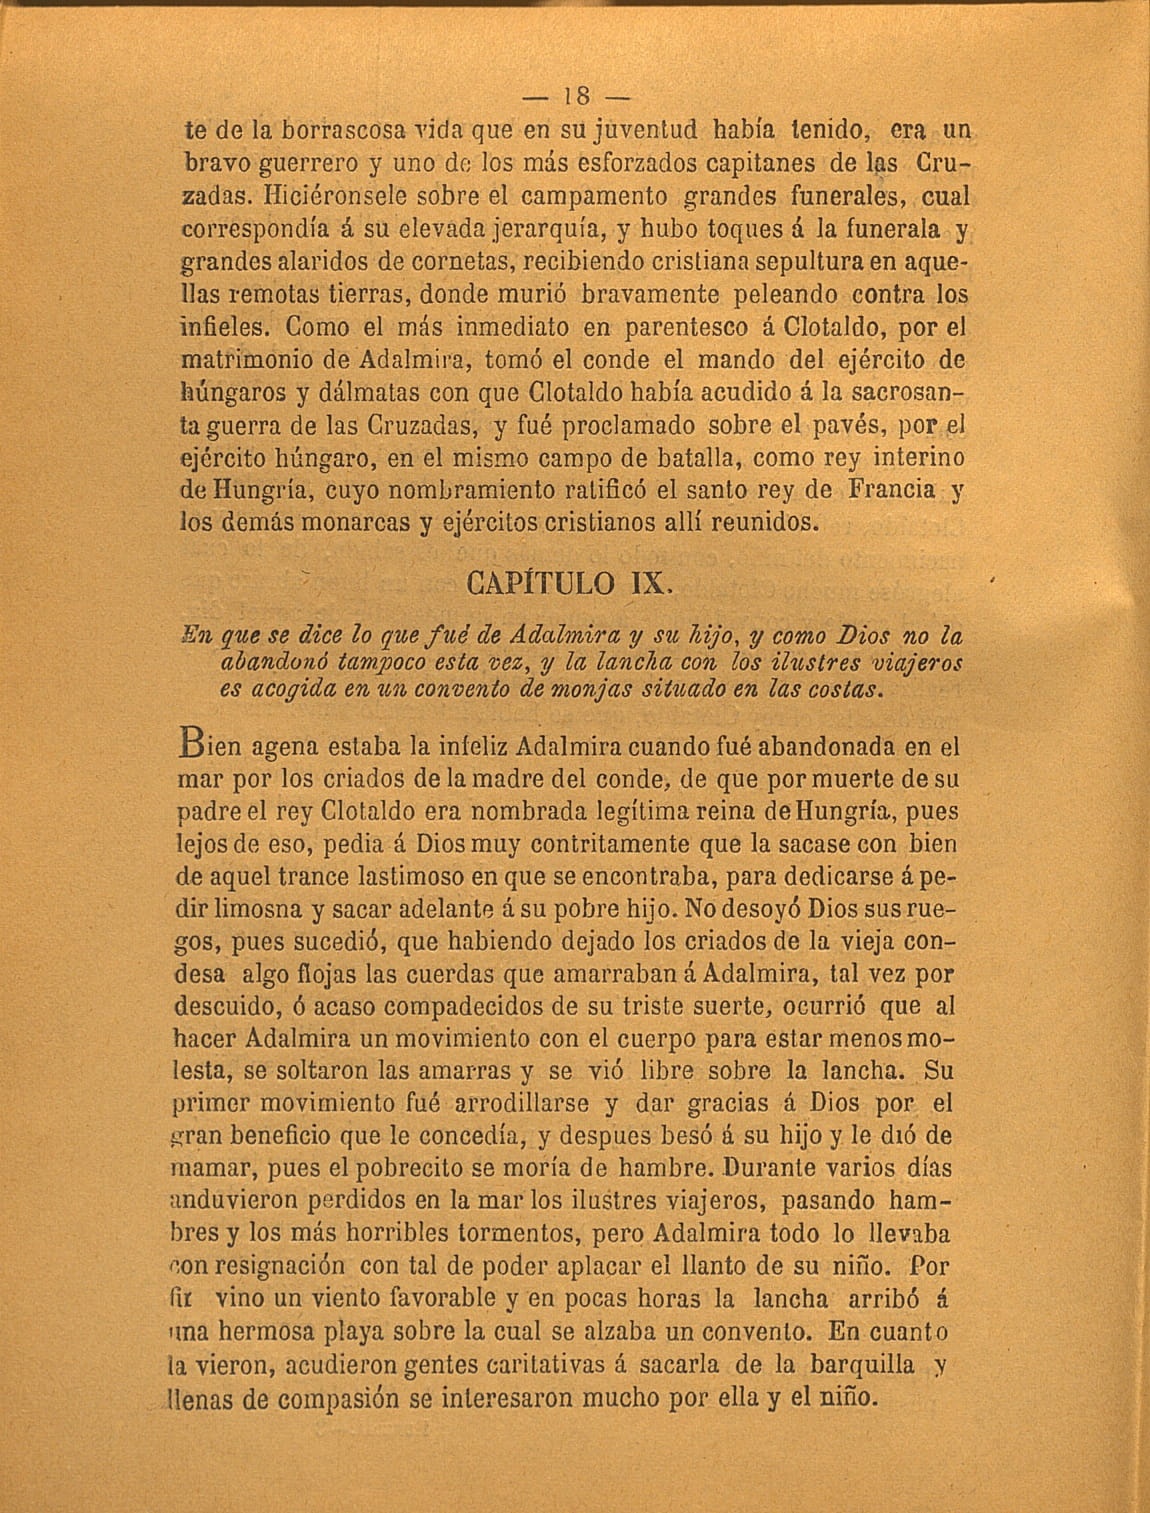 — 18 —
te de la borrascosa vida que en su juventud había tenido, era un
bravo guerrero y uno de los más esforzados capitanes de las Cru-
zadas. Hiciéronsele sobre el campamento grandes funerales, cual
correspondía á su elevada jerarquía, y hubo toques á la funerala y
grandes alaridos de cornetas, recibiendo cristiana sepultura en aque-
llas remotas tierras, donde murió bravamente peleando contra los
infieles. Como el más inmediato en parentesco á Clotaldo, por el
matrimonio de Adalmira, tomó el conde el mando del ejército de
húngaros y dálmatas con que Clotaldo había acudido á la sacrosan-
ta guerra de las Cruzadas, y fué proclamado sobre el pavés, por el
ejército húngaro, en el mismo campo de batalla, como rey interino
de Hungría, cuyo nombramiento ratificó el santo rey de Francia y
los demás monarcas y ejércitos cristianos allí reunidos.
CAPÍTULO IX.
En que se dice lo que fué de Adalmira y su hijo, y como Dios no la
abandonó tampoco esta vez, y la lancha con los ilustres viajeros
es acogida en un convento de monjas situado en las costas.
Bien agena estaba la infeliz Adalmira cuando fué abandonada en el
mar por los criados de la madre del conde, de que por muerte de su
padre el rey Clotaldo era nombrada legítima reina de Hungría, pues
lejos de eso, pedia á Dios muy contritamente que la sacase con bien
de aquel trance lastimoso en que se encontraba, para dedicarse á pe-
dir limosna y sacar adelante á su pobre hijo. No desoyó Dios sus rue-
gos, pues sucedió, que habiendo dejado los criados de la vieja con-
desa algo flojas las cuerdas que amarraban á Adalmira, tal vez por
descuido, ó acaso compadecidos de su triste suerte, ocurrió que al
hacer Adalmira un movimiento con el cuerpo para estar menos mo-
lesta, se soltaron las amarras y se vió libre sobre la lancha. Su
primer movimiento fué arrodillarse y dar gracias á Dios por el
gran beneficio que le concedía, y despues besó á su hijo y le dió de
mamar, pues el pobrecito se moría de hambre. Durante varios días
anduvieron perdidos en la mar los ilustres viajeros, pasando ham-
bres y los más horribles tormentos, pero Adalmira todo lo llevaba
con resignación con tal de poder aplacar el llanto de su niño. Por
fin vino un viento favorable y en pocas horas la lancha arribó á
una hermosa playa sobre la cual se alzaba un convento. En cuanto
la vieron, acudieron gentes caritativas á sacarla de la barquilla y
llenas de compasión se interesaron mucho por ella y el niño.